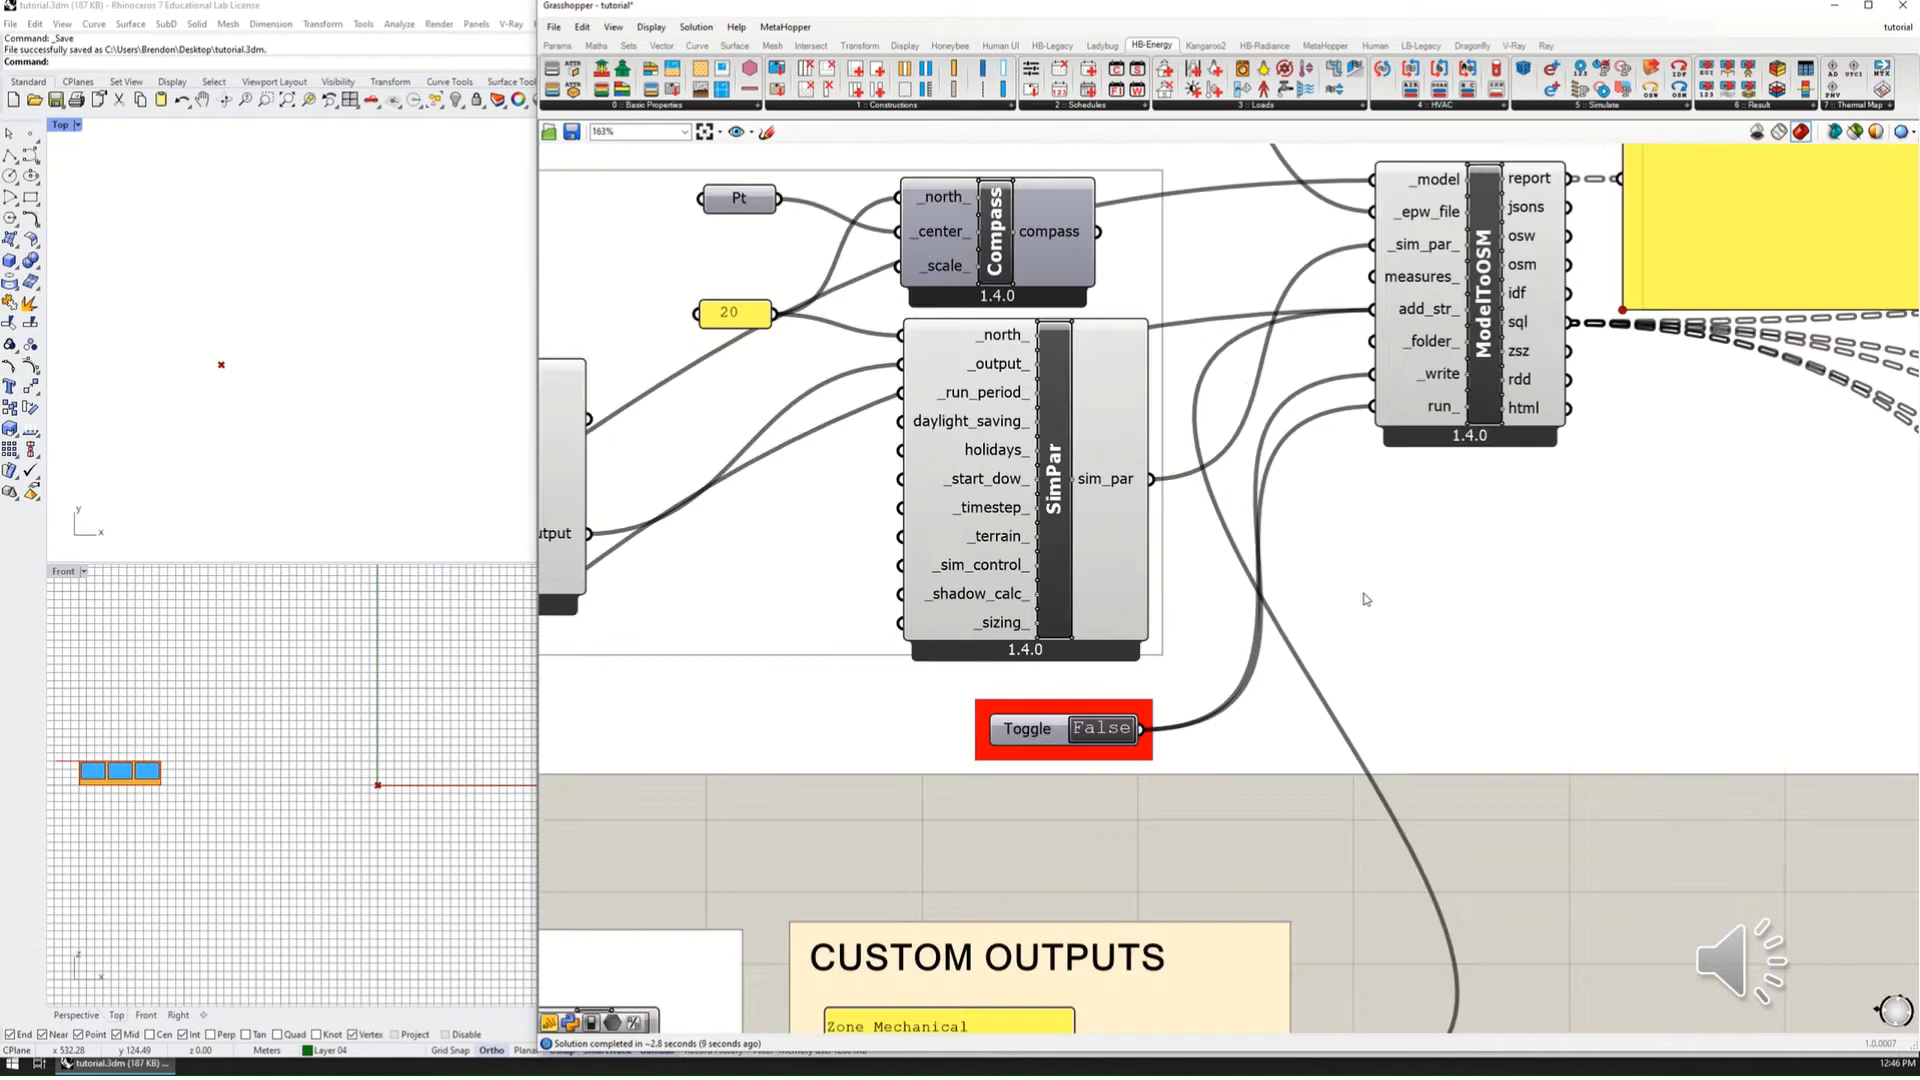 tutorial.3dm (187 KB) - Rhinoceros 7 Educational Lab License
File Edit View Curve Surface SubD Solid Mesh Dimension Transform Tools Analyze Render Panels V-Ray
Command: _Save
File successfully saved as C:\Users\Brendon\Desktop\tutorial.3dm.
Command:
Standard CPlanes Set View Display Select Viewport Layout Visibility Transform Curve Tools Surface Too
Top
y
x
Front
z
x
Perspective Top Front Right
End Near Point Mid Cen Int Perp Tan Quad Knot Vertex Project Disable
CPlane x 532.28 y 124.49 z 0.00 Meters Layer 04 Grid Snap Ortho Planar
tutorial.3dm (187 KB) ...
Grasshopper - tutorial*
File Edit View Display Solution Help MetaHopper
tutorial
Params Maths Sets Vector Curve Surface Mesh Intersect Transform Display Honeybee Human UI HB-Legacy Ladybug HB-Energy Kangaroo2 HB-Radiance MetaHopper Human LB-Legacy Dragonfly V-Ray Ray
0 :: Basic Properties 1 :: Constructions 2 :: Schedules 3 :: Loads 4 :: HVAC 5 :: Simulate 6 :: Result 7 :: Thermal Map
163%
Pt
20
_north_
_center_
_scale_
Compass
compass
1.4.0
_north_
_output_
_run_period_
daylight_saving_
holidays_
_start_dow_
_timestep_
_terrain_
_sim_control_
_shadow_calc_
_sizing_
SimPar
sim_par
1.4.0
_model
_epw_file
_sim_par_
measures_
add_str_
_folder_
_write
run_
ModelToOSM
report
jsons
osw
osm
idf
sql
zsz
rdd
html
1.4.0
Toggle False
CUSTOM OUTPUTS
Zone Mechanical
Solution completed in ~2.8 seconds (9 seconds ago)
1.0.0007
12:46 PM